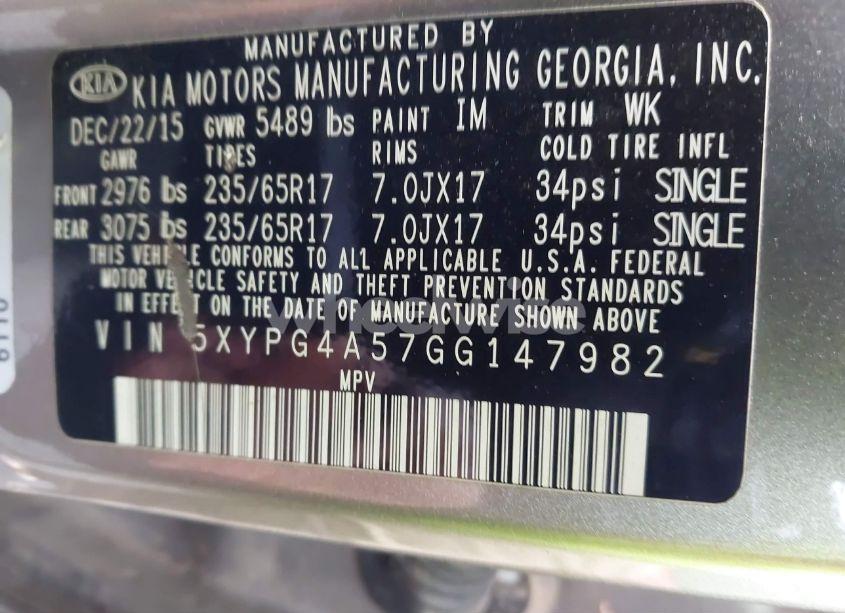 MANUFACTURED BY
KIA KIA MOTORS MANUFACTURING GEORGIA, INC.
DEC/22/15 GVWR 5489 lbs PAINT IM TRIM WK
GAWR TIRES RIMS COLD TIRE INFL
FRONT 2976 lbs 235/65R17 7.0JX17 34psi SINGLE
REAR 3075 lbs 235/65R17 7.0JX17 34psi SINGLE
THIS VEHICLE CONFORMS TO ALL APPLICABLE U.S.A. FEDERAL
MOTOR VEHICLE SAFETY AND THEFT PREVENTION STANDARDS
IN EFFECT ON THE DATE OF MANUFACTURE SHOWN ABOVE
VIN 5XYPG4A57GG147982
MPV